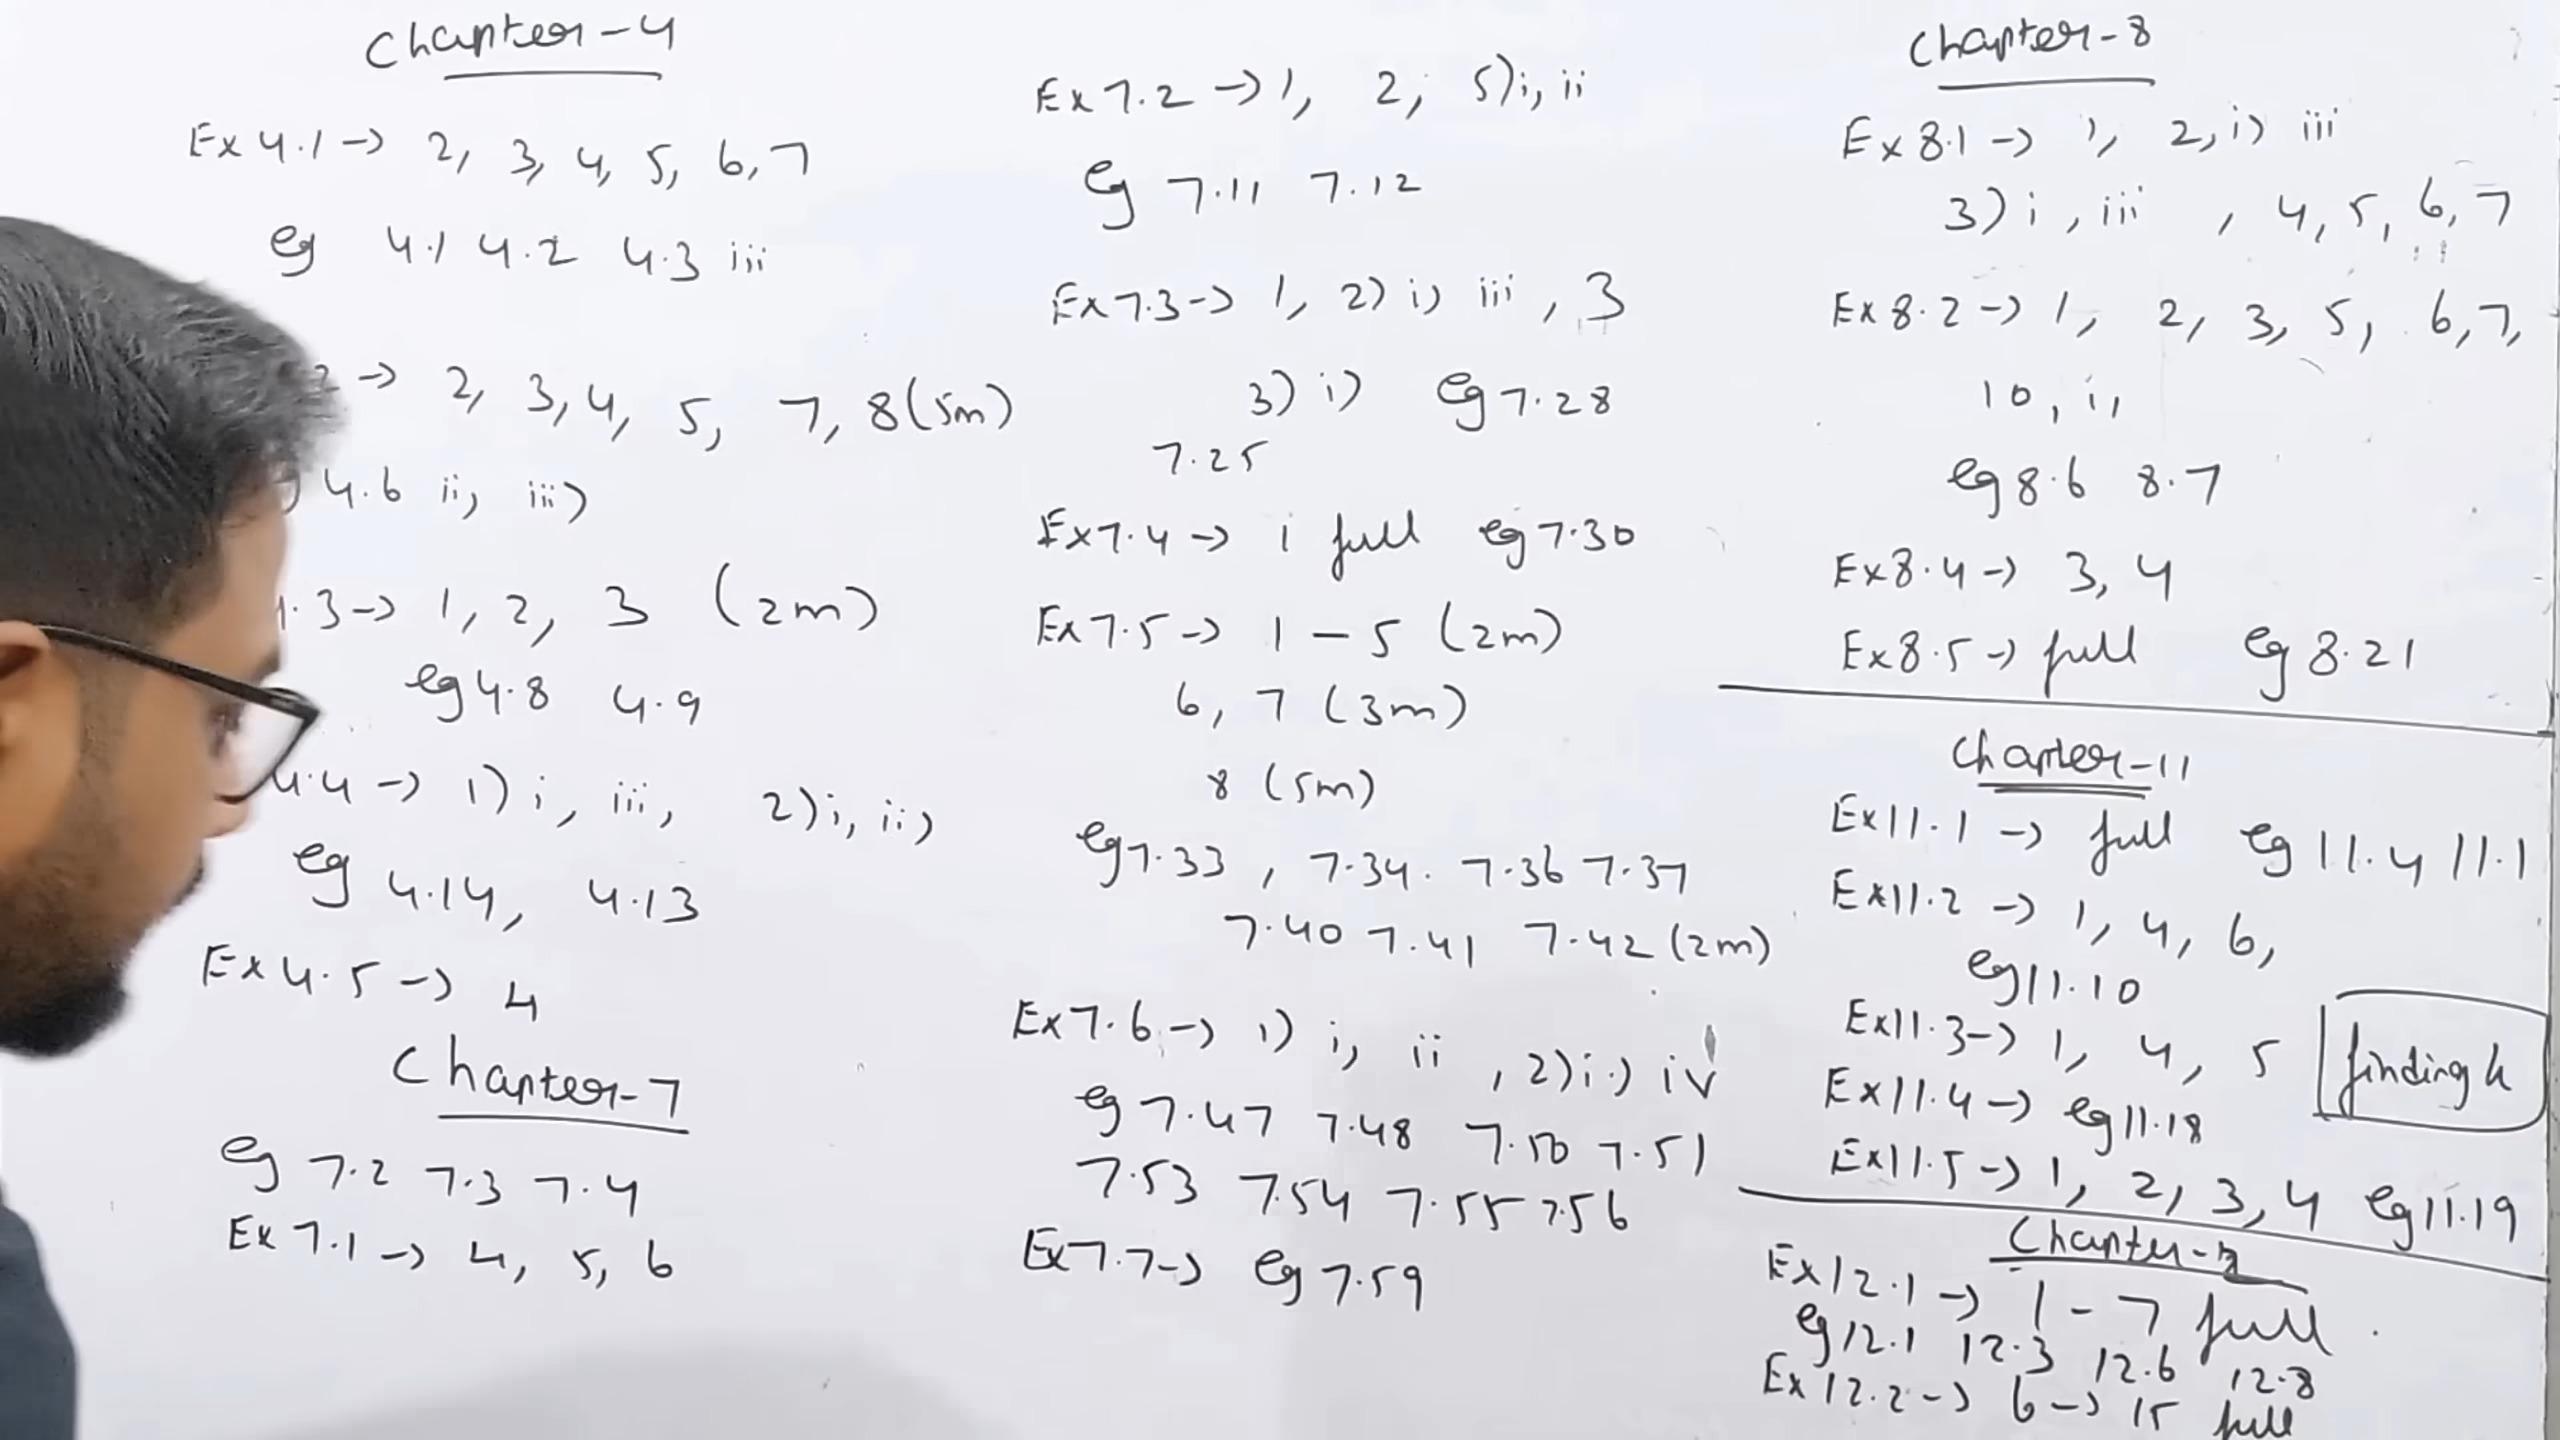 Chapter-4
Ex 4.1 -> 2, 3, 4, 5, 6, 7
eg 4.1 4.2 4.3 iii
2 -> 2, 3, 4, 5, 7, 8 (5m)
4.6 ii, iii)
.3 -> 1, 2, 3 (2m)
eg 4.8 4.9
4.4 -> 1) i, iii, 2) i, ii)
eg 4.14, 4.13
Ex 4.5 -> 4
Chapter-7
eg 7.2 7.3 7.4
Ex 7.1 -> 4, 5, 6
Ex 7.2 -> 1, 2, 5) i, ii
eg 7.11 7.12
Ex 7.3 -> 1, 2) i) iii, 3
3) i) eg 7.28
7.25
Ex 7.4 -> 1 full eg 7.30
Ex 7.5 -> 1 - 5 (2m)
6, 7 (3m)
8 (5m)
eg 7.33, 7.34. 7.36 7.37
7.40 7.41 7.42 (2m)
Ex 7.6 -> 1) i, ii, 2) i.) iv
eg 7.47 7.48 7.50 7.51
7.53 7.54 7.55 7.56
Ex 7.7 -> eg 7.59
Chapter-8
Ex 8.1 -> 1, 2, i) iii
3) i, iii, 4, 5, 6, 7
Ex 8.2 -> 1, 2, 3, 5, 6, 7,
10, i,
eg 8.6 8.7
Ex 8.4 -> 3, 4
Ex 8.5 -> full eg 8.21
Chapter-11
Ex 11.1 -> full eg 11.4 11.1
Ex 11.2 -> 1, 4, 6,
eg 11.10
Ex 11.3 -> 1, 4, 5
finding k
Ex 11.4 -> eg 11.18
Ex 11.5 -> 1, 2, 3, 4 eg 11.19
Chapter-12
Ex 12.1 -> 1 - 7 full.
eg 12.1 12.3 12.6 12.8
Ex 12.2 -> 6 -> 15 full